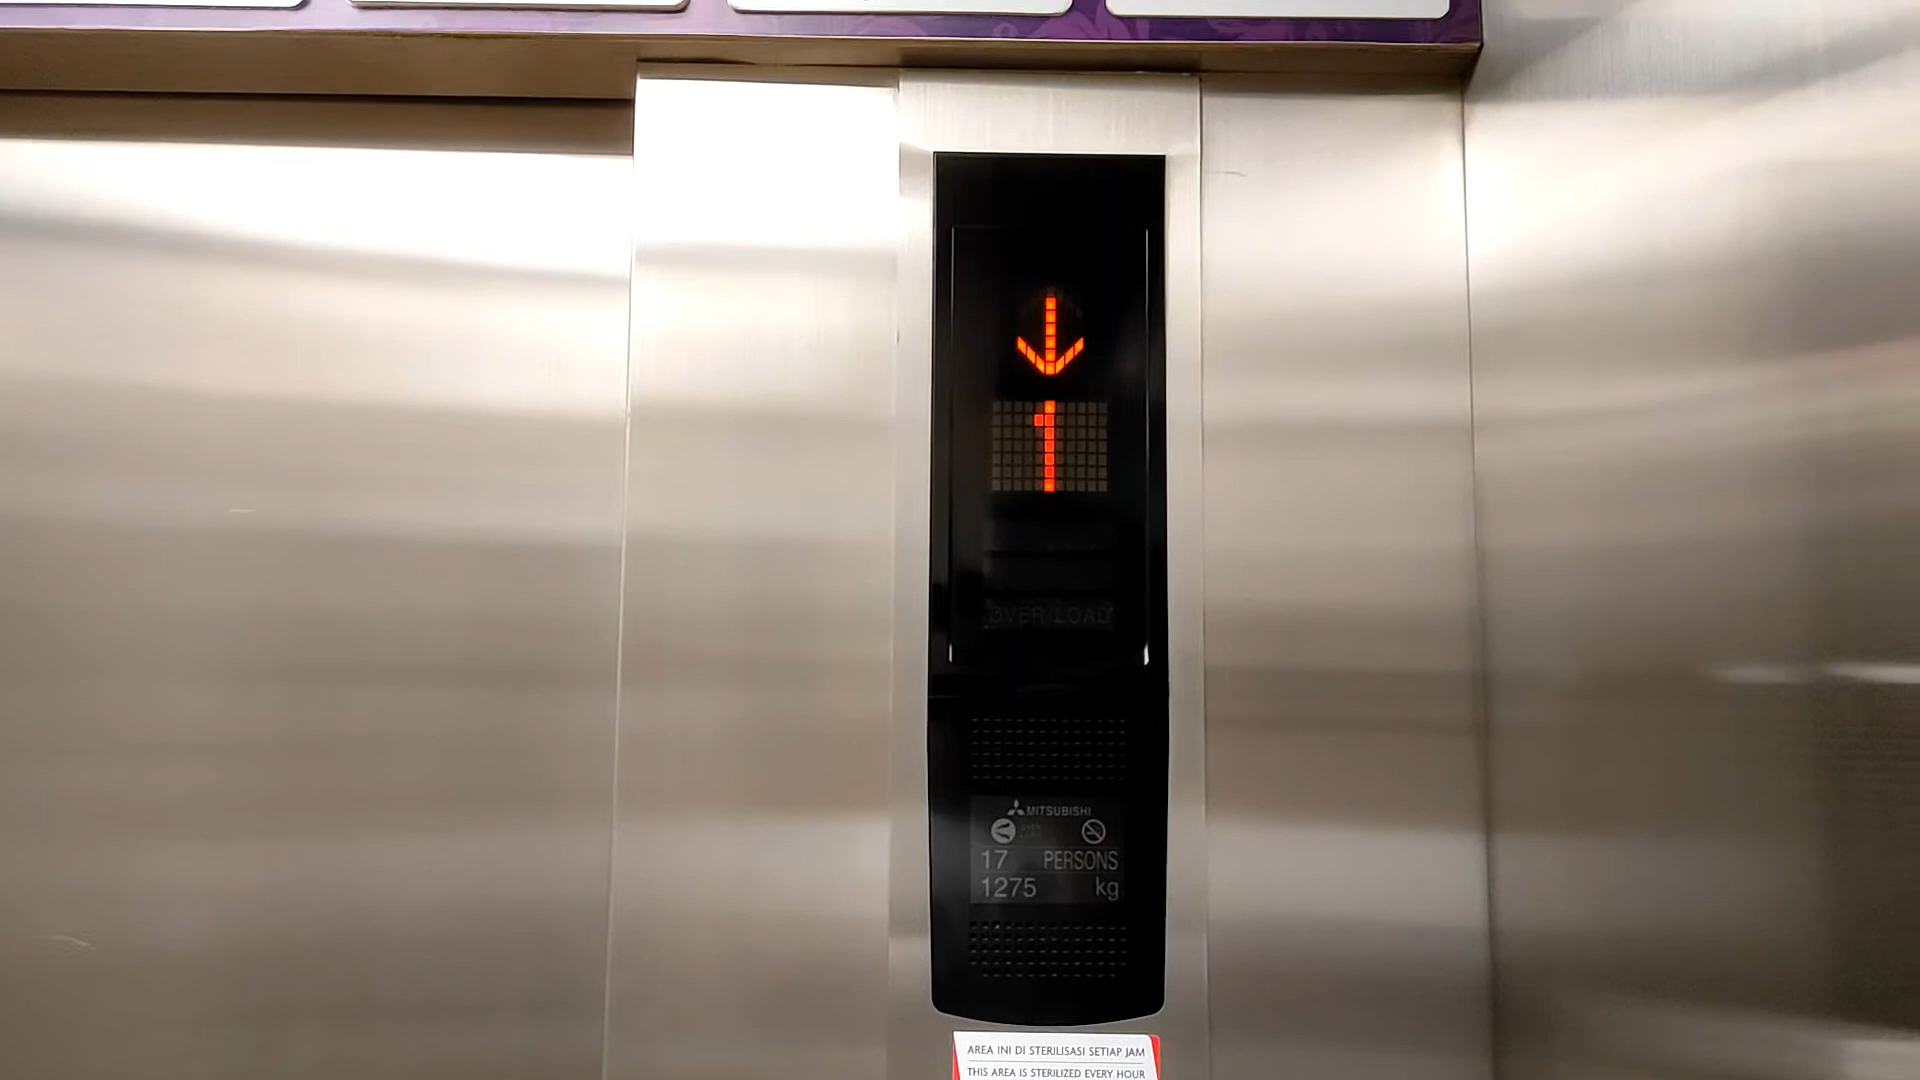 1
OVER LOAD
MITSUBISHI
17 PERSONS
1275 kg
AREA INI DI STERILISASI SETIAP JAM
THIS AREA IS STERILIZED EVERY HOUR